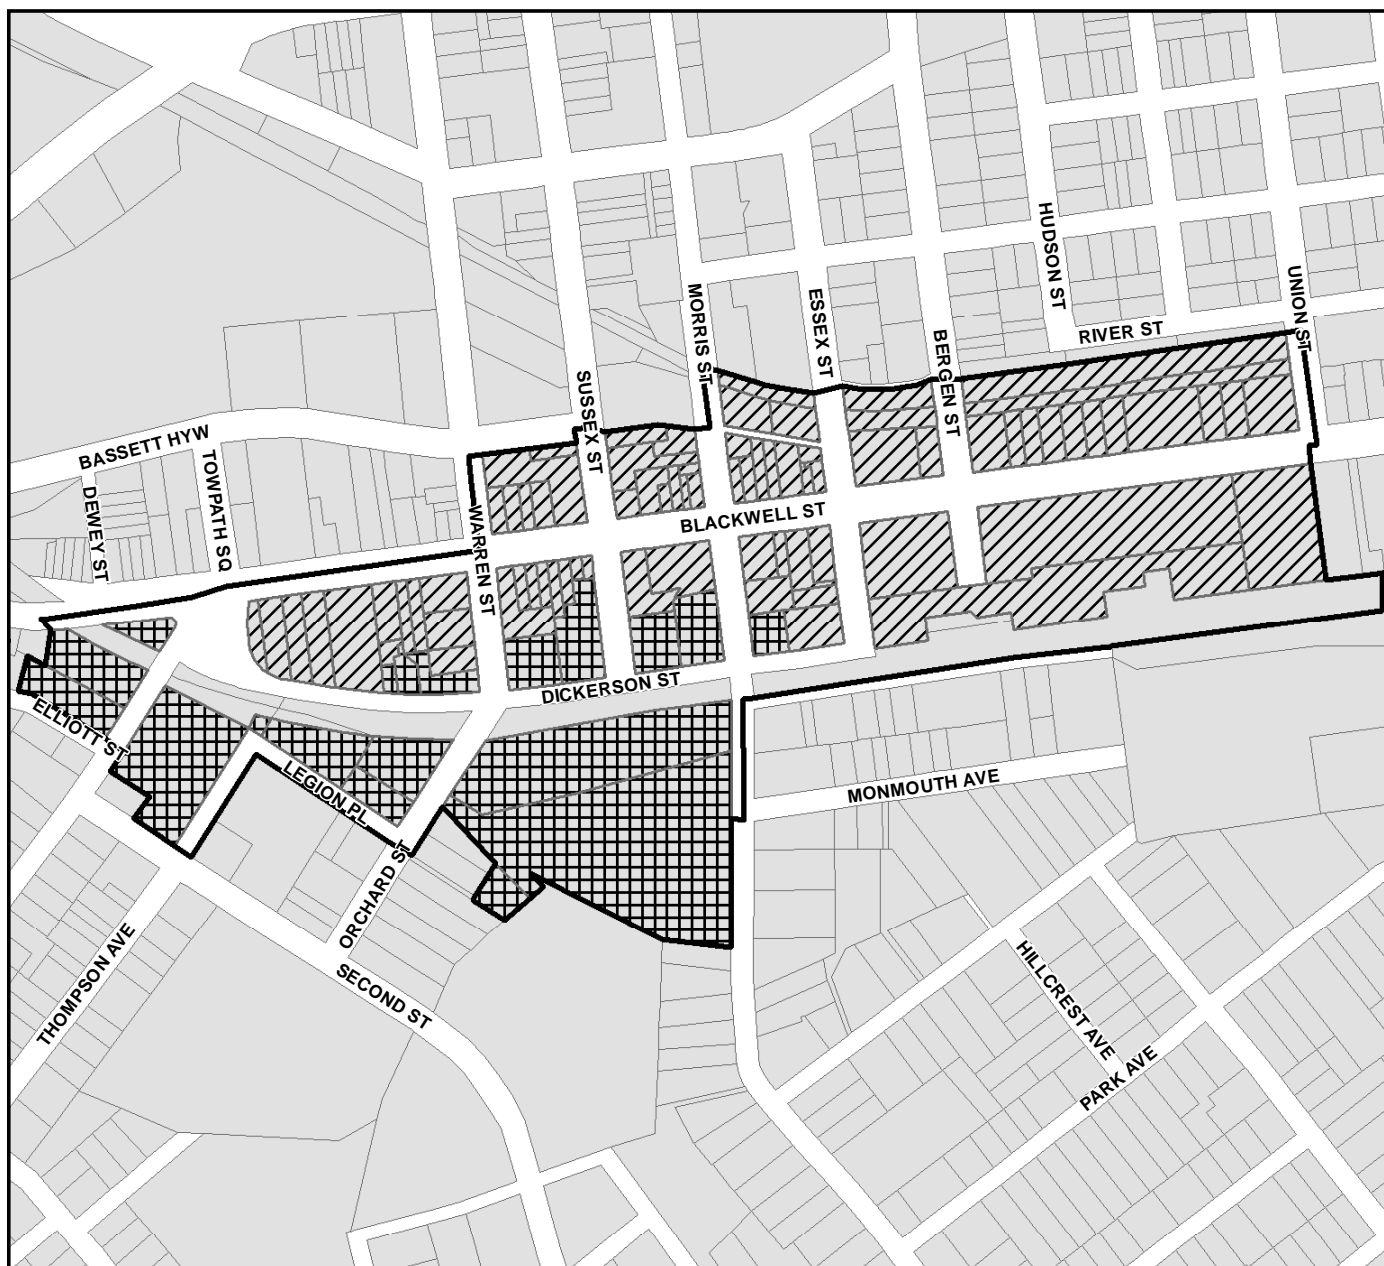 HUDSON ST
UNION ST
MORRIS ST
ESSEX ST
RIVER ST
BERGEN ST
SUSSEX ST
BASSETT HYW
TOWPATH SQ
DEWEY ST
WARREN ST
BLACKWELL ST
DICKERSON ST
ELLIOTT ST
LEGION PL
MONMOUTH AVE
ORCHARD ST
THOMPSON AVE
SECOND ST
HILLCREST AVE
PARK AVE